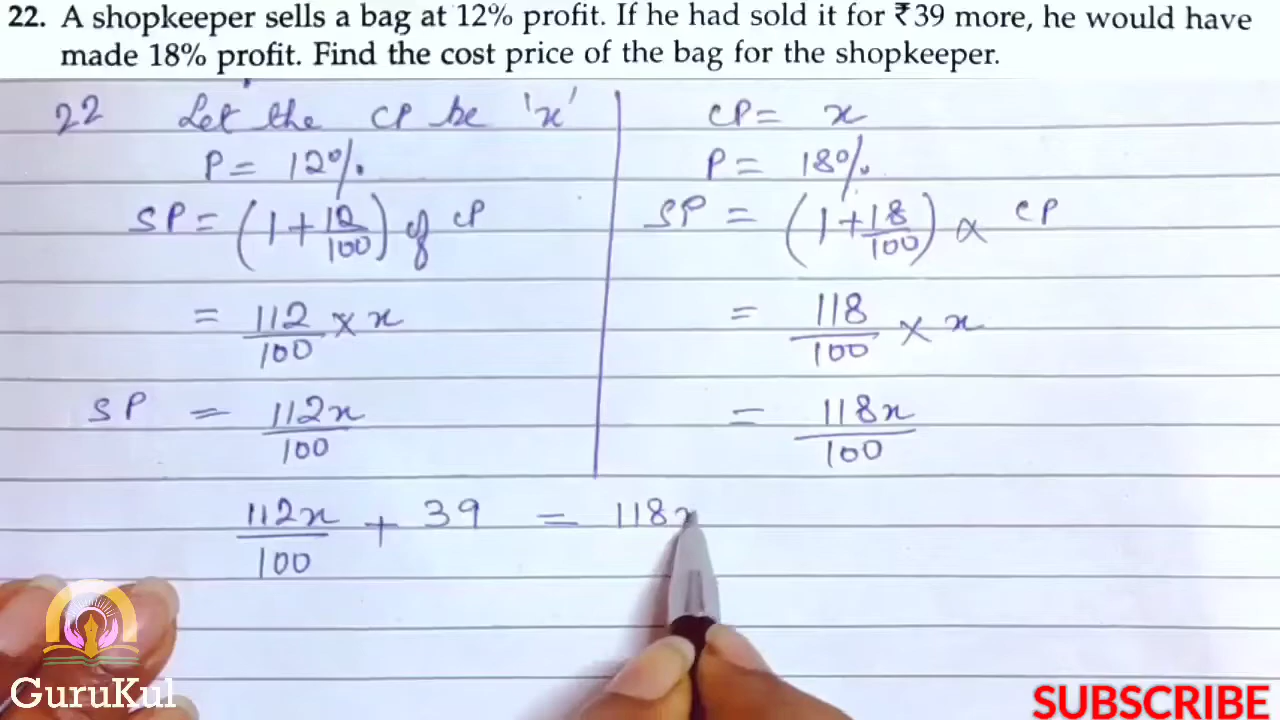 22. A shopkeeper sells a bag at 12% profit. If he had sold it for ₹39 more, he would have
made 18% profit. Find the cost price of the bag for the shopkeeper.
22 Let the CP be 'x'
P = 12%.
SP = (1+12/100) of CP
= 112/100 × x
SP = 112x/100
CP = x
P = 18%.
SP = (1+18/100) × CP
= 118/100 × x
= 118x/100
112x/100 + 39 = 118x
GuruKul
SUBSCRIBE